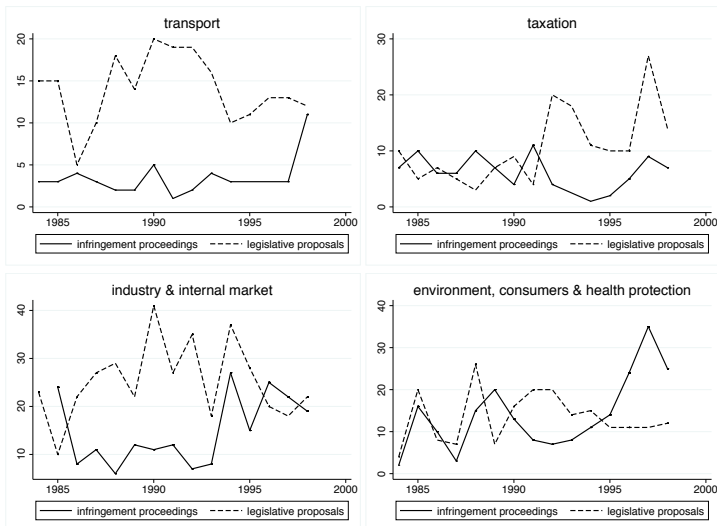 transport
20
15
10
5
0
1985 1990 1995 2000
infringement proceedings legislative proposals
taxation
30
20
10
0
1985 1990 1995 2000
infringement proceedings legislative proposals
industry & internal market
40
30
20
10
1985 1990 1995 2000
infringement proceedings legislative proposals
environment, consumers & health protection
40
30
20
10
0
1985 1990 1995 2000
infringement proceedings legislative proposals